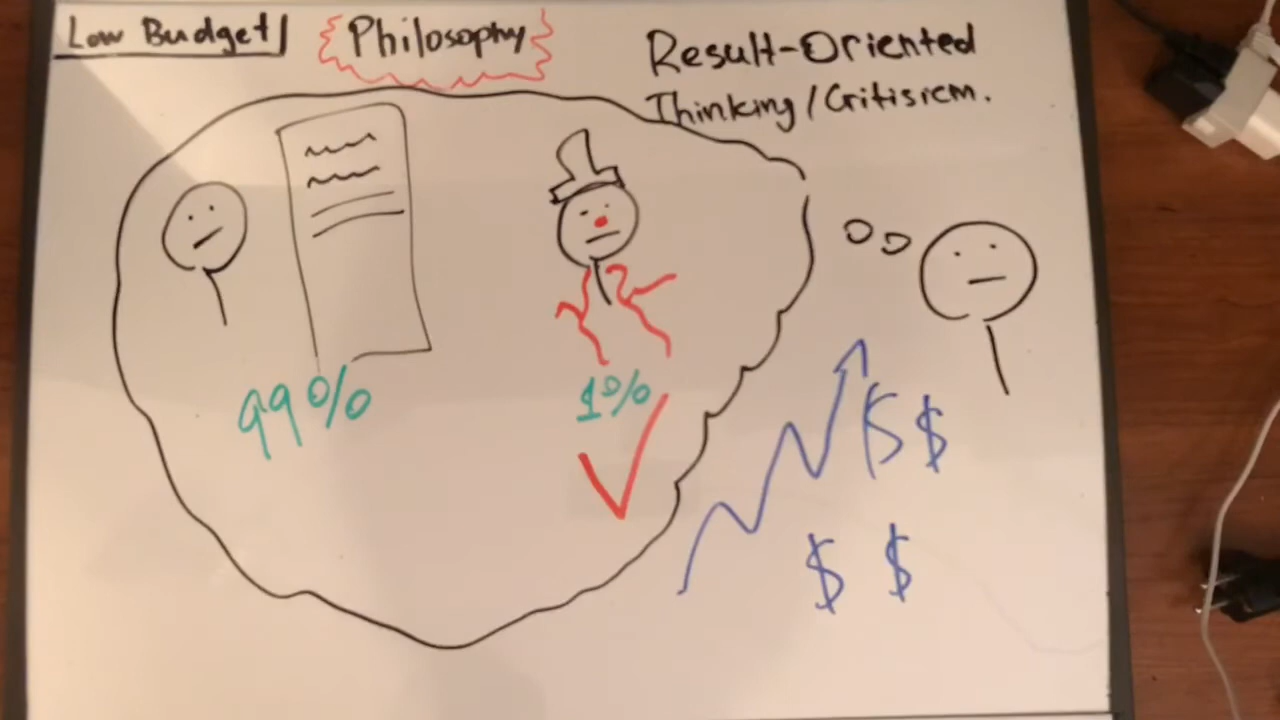 Low Budget
Philosophy
Result-Oriented
Thinking/Critisism.
99%
1%
$ $
$ $